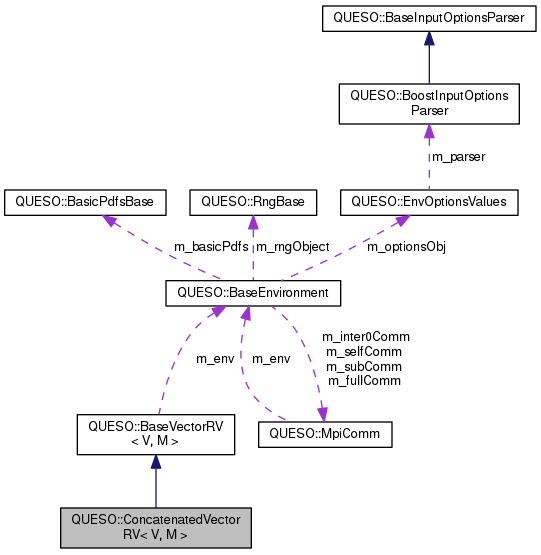 QUESO::BaseInputOptionsParser
QUESO::BoostInputOptions
Parser
m_parser
QUESO::BasicPdfsBase
QUESO::RngBase
QUESO::EnvOptionsValues
m_basicPdfs
m_rngObject
m_optionsObj
QUESO::BaseEnvironment
m_env
m_env
m_inter0Comm
m_selfComm
m_subComm
m_fullComm
QUESO::BaseVectorRV
< V, M >
QUESO::MpiComm
QUESO::ConcatenatedVector
RV< V, M >